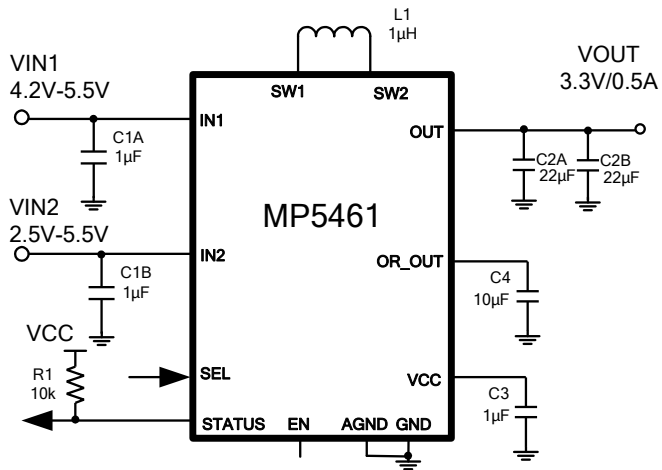 L1
1µH
VIN1
4.2V-5.5V
VOUT
3.3V/0.5A
SW1
SW2
IN1
OUT
C1A
1µF
C2A
22µF
C2B
22µF
VIN2
2.5V-5.5V
MP5461
IN2
OR_OUT
C1B
1µF
C4
10µF
VCC
R1
10k
SEL
VCC
C3
1µF
STATUS
EN
AGND
GND